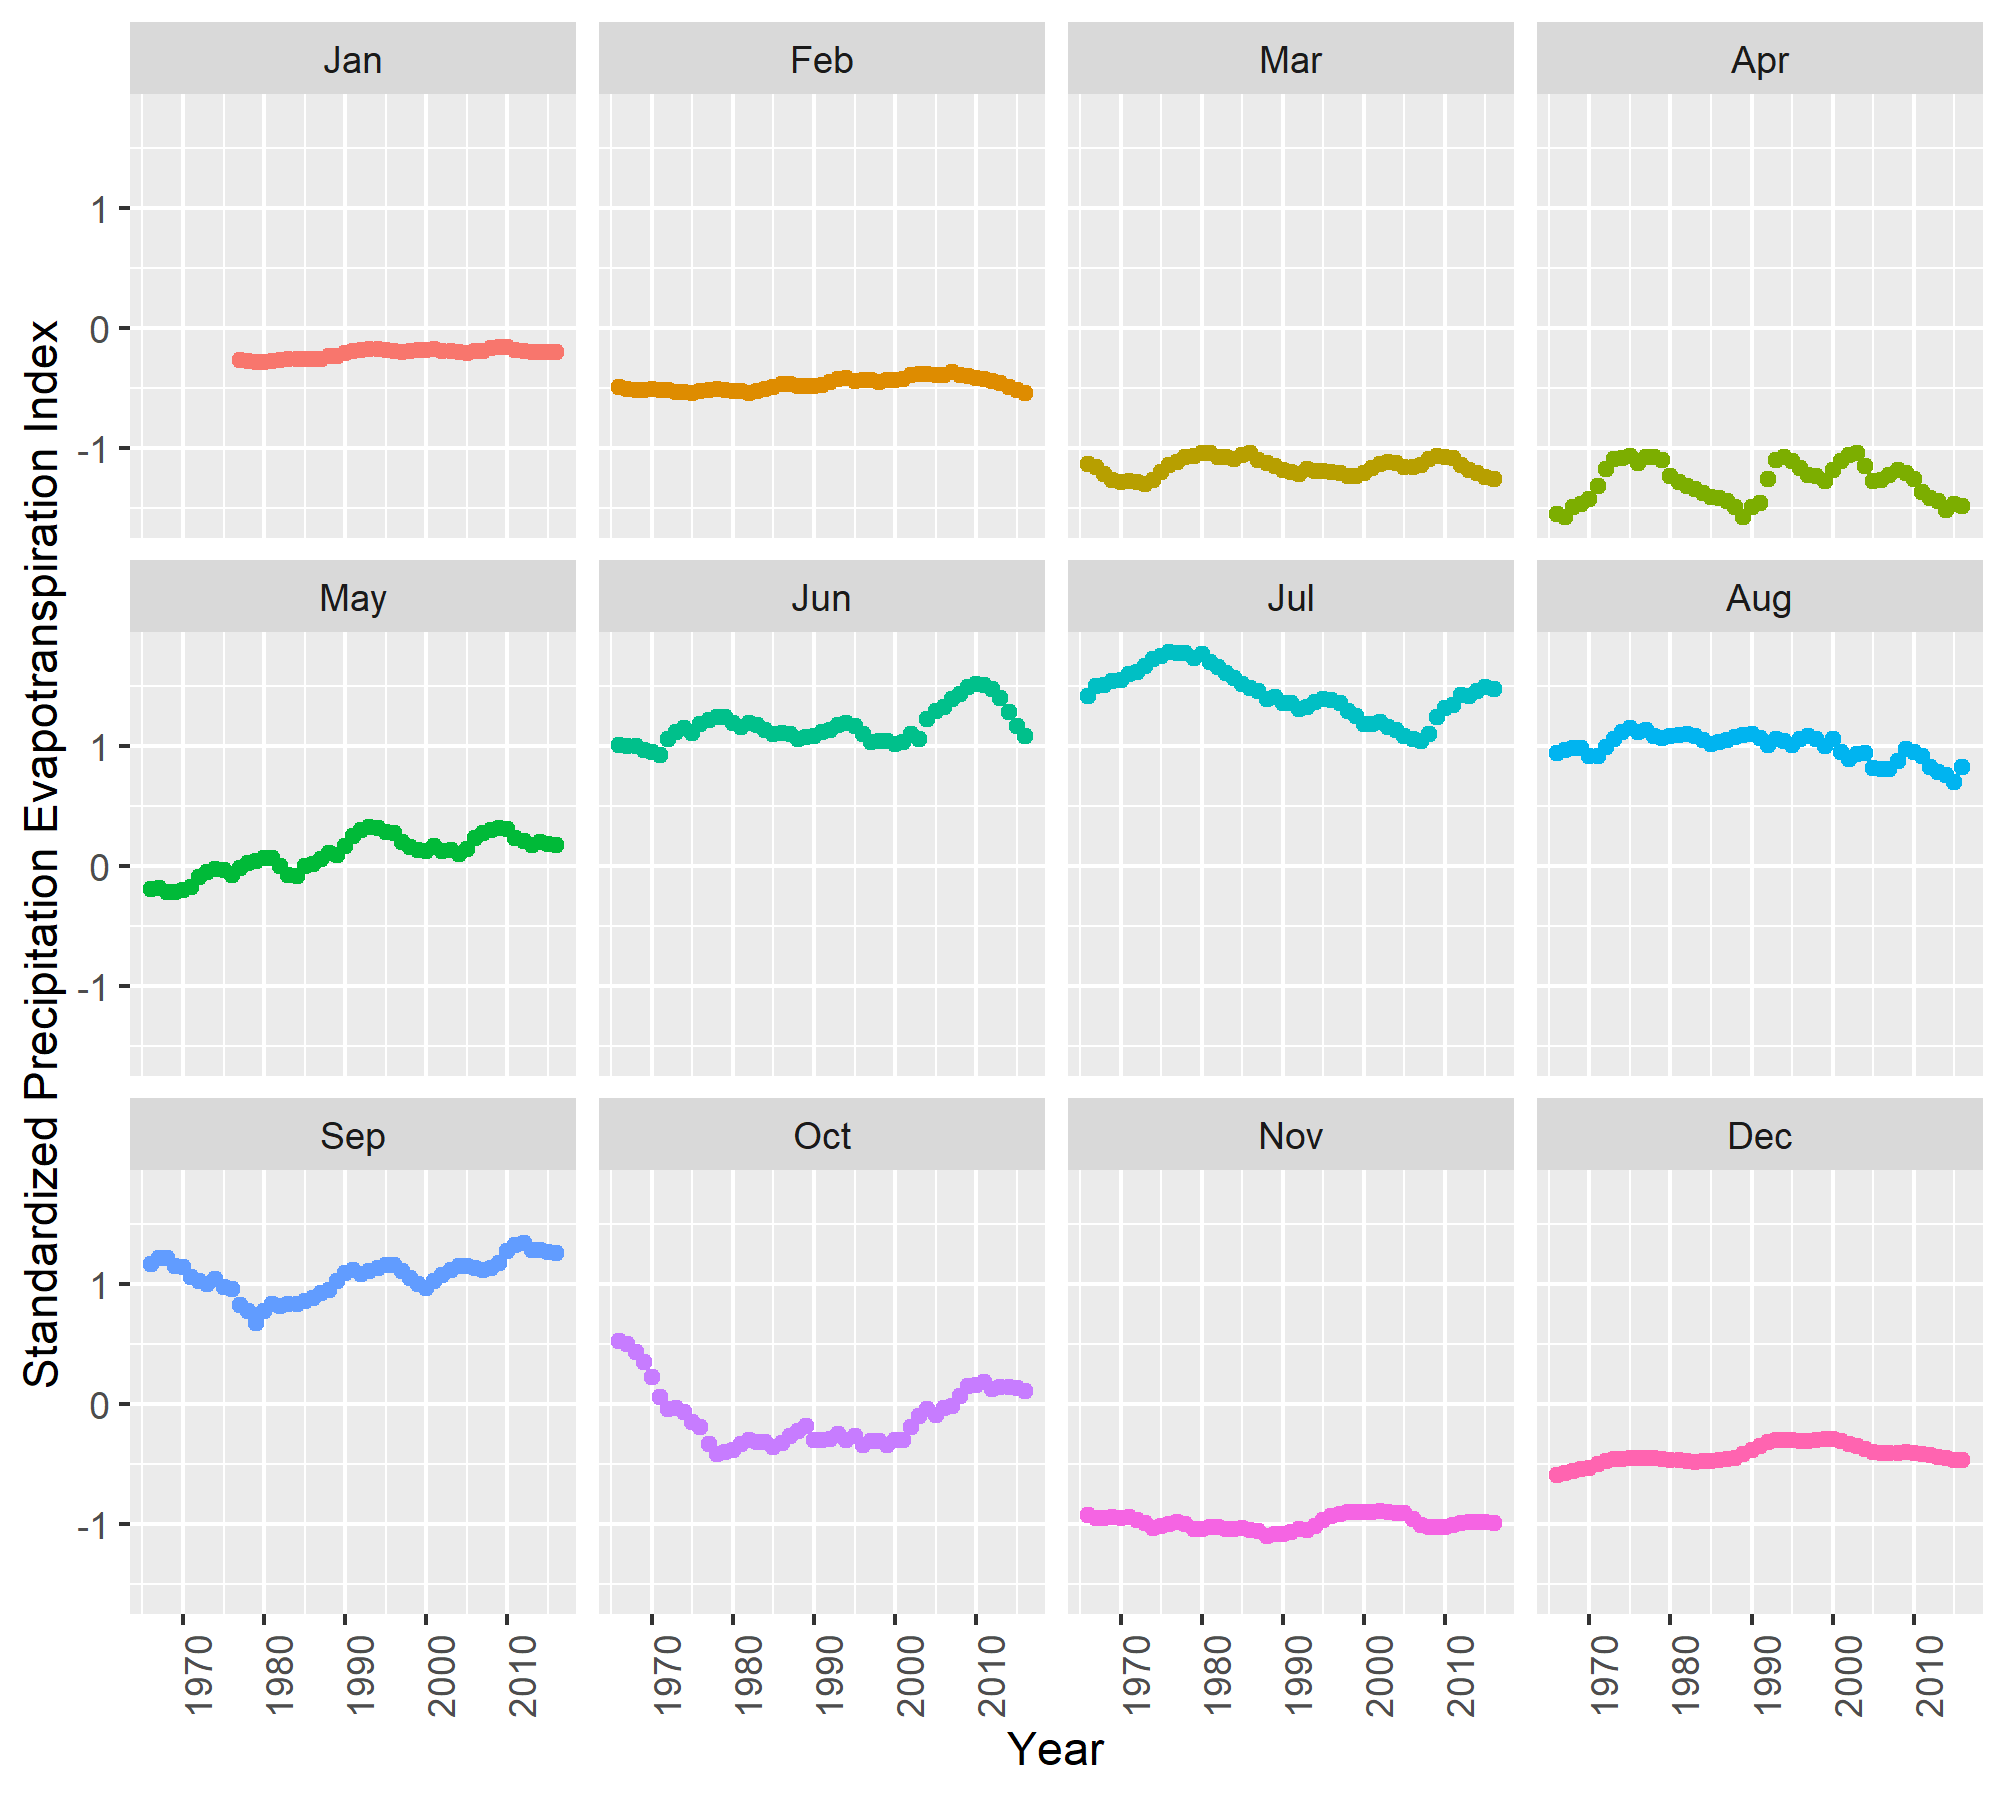 Jan
Feb
Mar
Apr
1
0
-1
May
Jun
Jul
Aug
1
0
-1
Sep
Oct
Nov
Dec
1
0
-1
1970 1980 1990 2000 2010
1970 1980 1990 2000 2010
1970 1980 1990 2000 2010
1970 1980 1990 2000 2010
Year
Standardized Precipitation Evapotranspiration Index